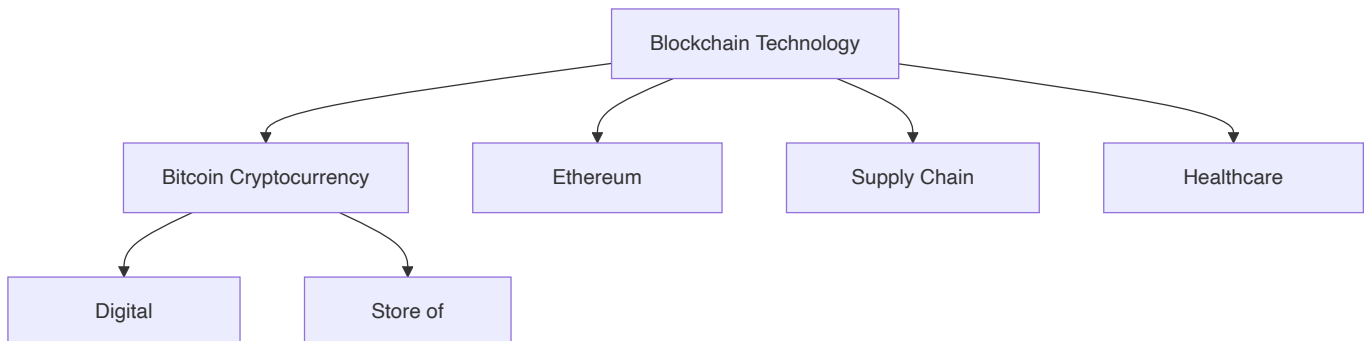 Blockchain Technology
Bitcoin Cryptocurrency
Ethereum
Supply Chain
Healthcare
Digital
Store of